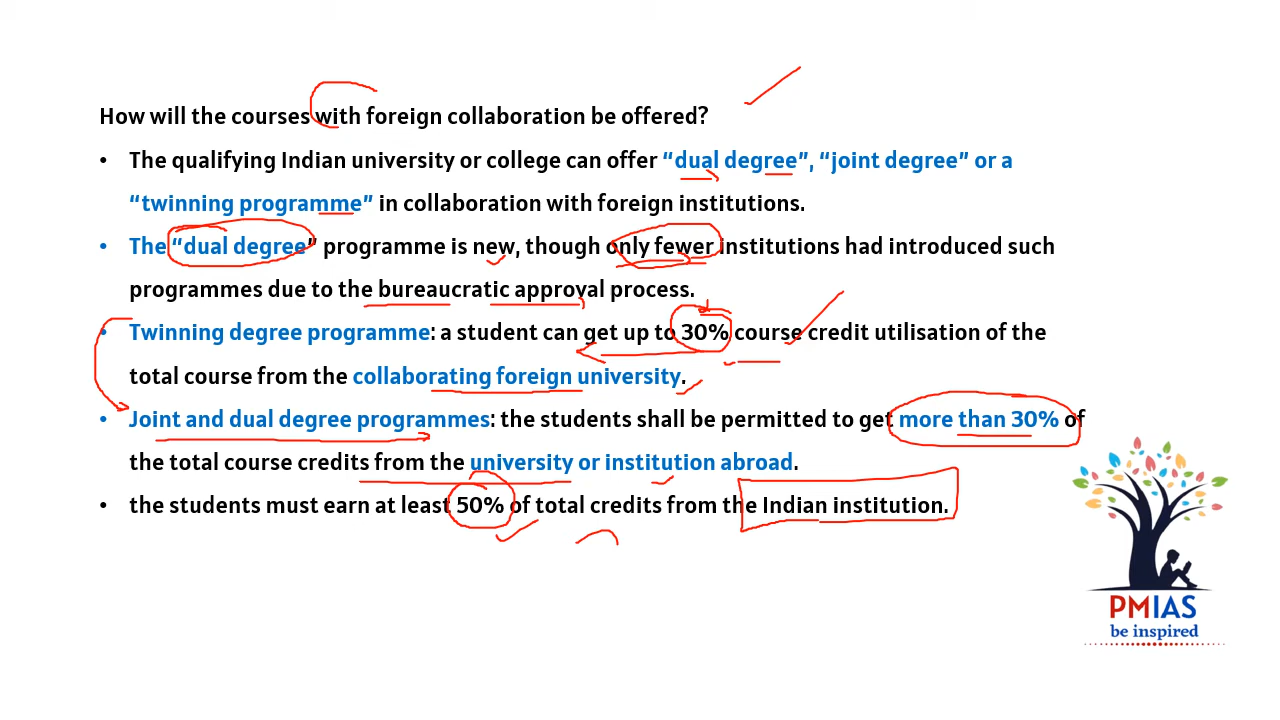 How will the courses with foreign collaboration be offered?
• The qualifying Indian university or college can offer “dual degree”, “joint degree” or a
“twinning programme” in collaboration with foreign institutions.
• The “dual degree” programme is new, though only fewer institutions had introduced such
programmes due to the bureaucratic approval process.
• Twinning degree programme: a student can get up to 30% course credit utilisation of the
total course from the collaborating foreign university.
• Joint and dual degree programmes: the students shall be permitted to get more than 30% of
the total course credits from the university or institution abroad.
• the students must earn at least 50% of total credits from the Indian institution.
PMIAS
be inspired